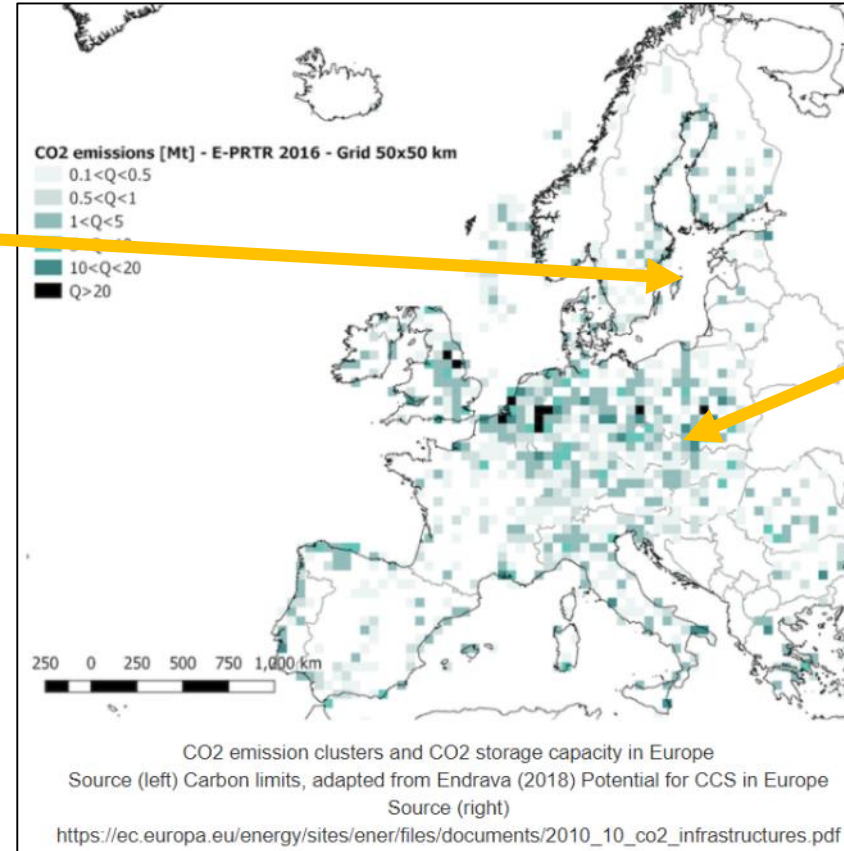 CO2 emissions [Mt] - E-PRTR 2016 - Grid 50x50 km
0.1<Q<0.5
0.5<Q<1
1<Q<5
10<Q<20
Q>20
250 0 250 500 750 1,000 km
CO2 emission clusters and CO2 storage capacity in Europe
Source (left) Carbon limits, adapted from Endrava (2018) Potential for CCS in Europe
Source (right)
https://ec.europa.eu/energy/sites/ener/files/documents/2010_10_co2_infrastructures.pdf